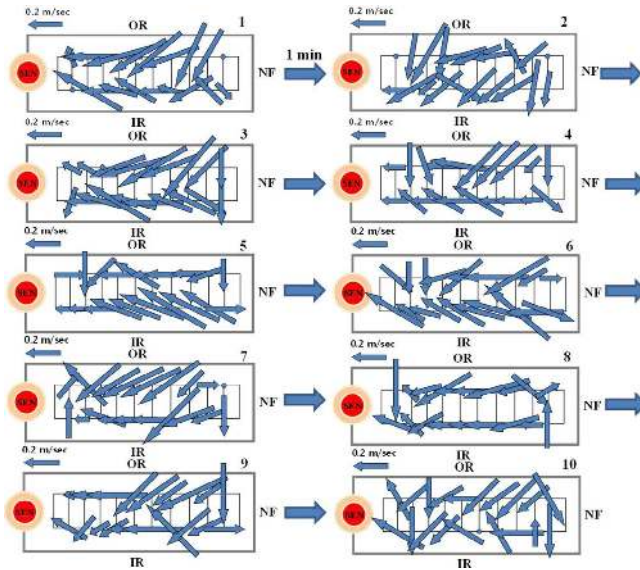 0.2 m/sec OR 1
SEN NF 1 min
IR
0.2 m/sec OR 2
SEN NF
IR
0.2 m/sec OR 3
SEN NF
IR
0.2 m/sec OR 4
SEN NF
IR
0.2 m/sec OR 5
SEN NF
IR
0.2 m/sec OR 6
SEN NF
IR
0.2 m/sec OR 7
SEN NF
IR
0.2 m/sec OR 8
SEN NF
IR
0.2 m/sec OR 9
SEN NF
IR
0.2 m/sec OR 10
SEN NF
IR